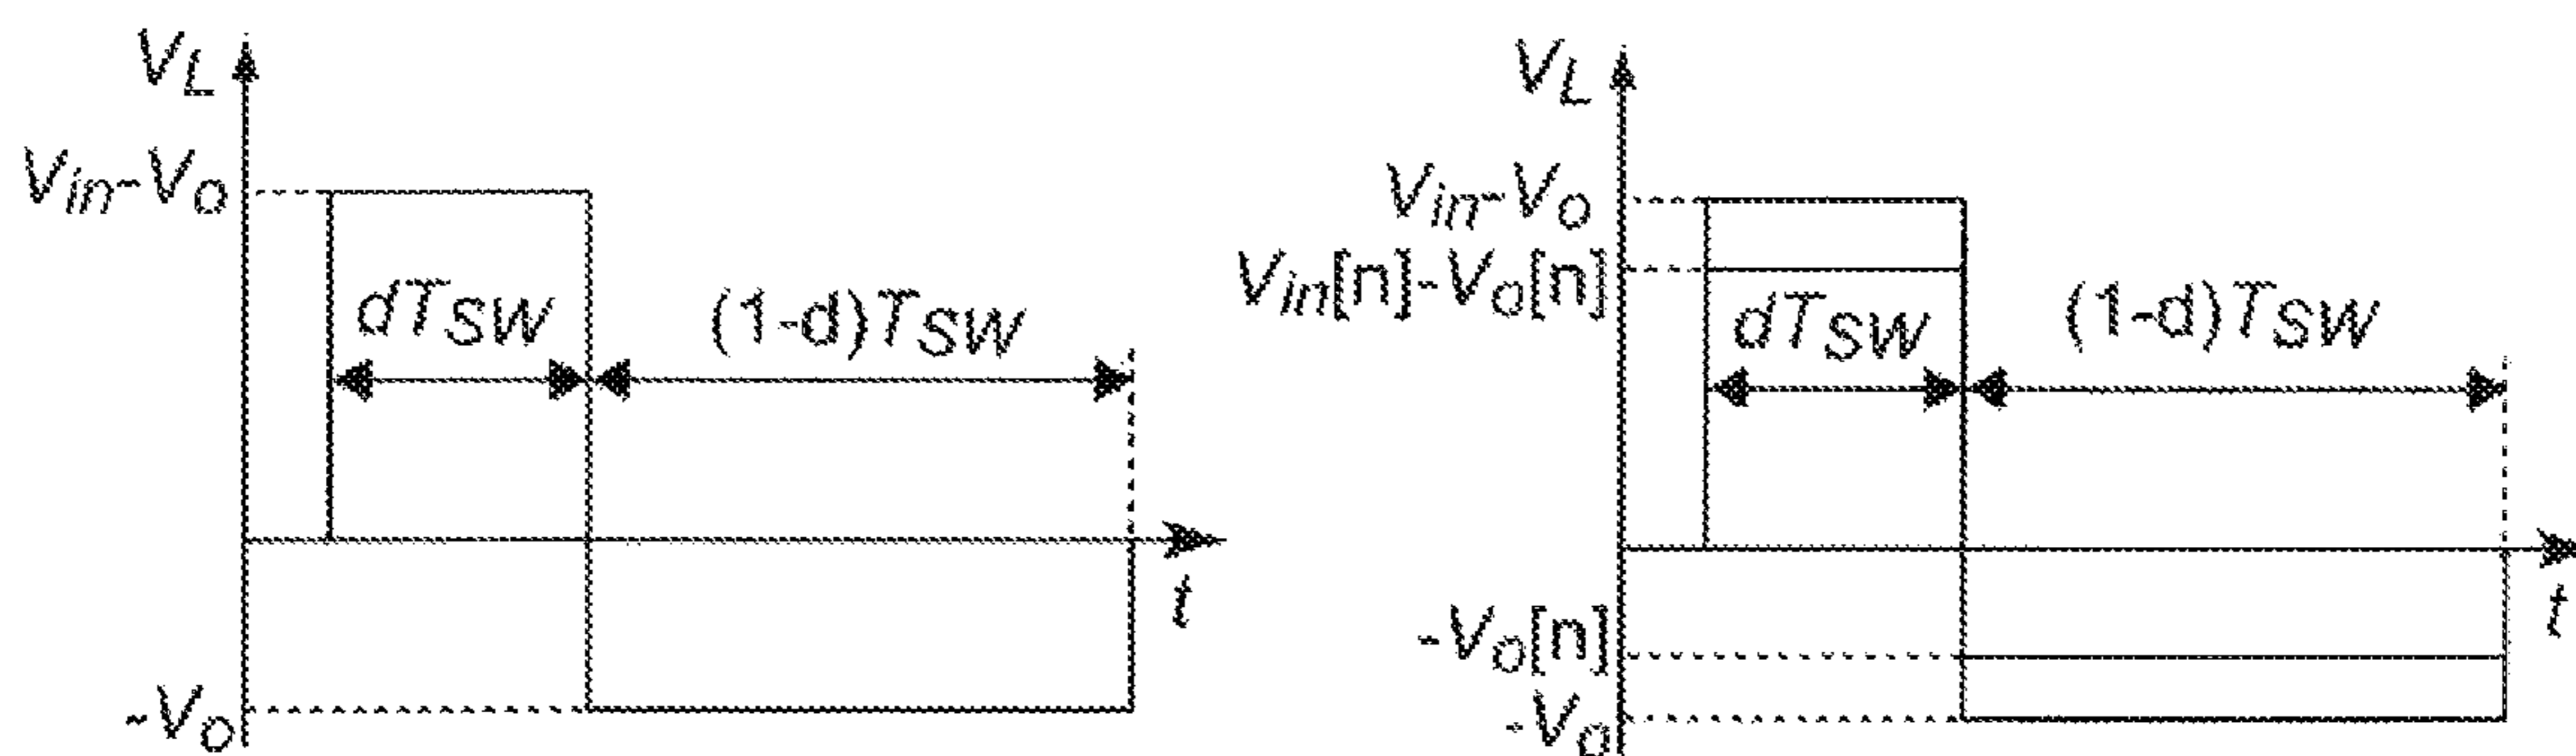 VL
Vin-Vo
dTSW
(1-d)TSW
t
-Vo
VL
Vin-Vo
Vin[n]-Vo[n]
dTSW
(1-d)TSW
t
-Vo[n]
-Vo